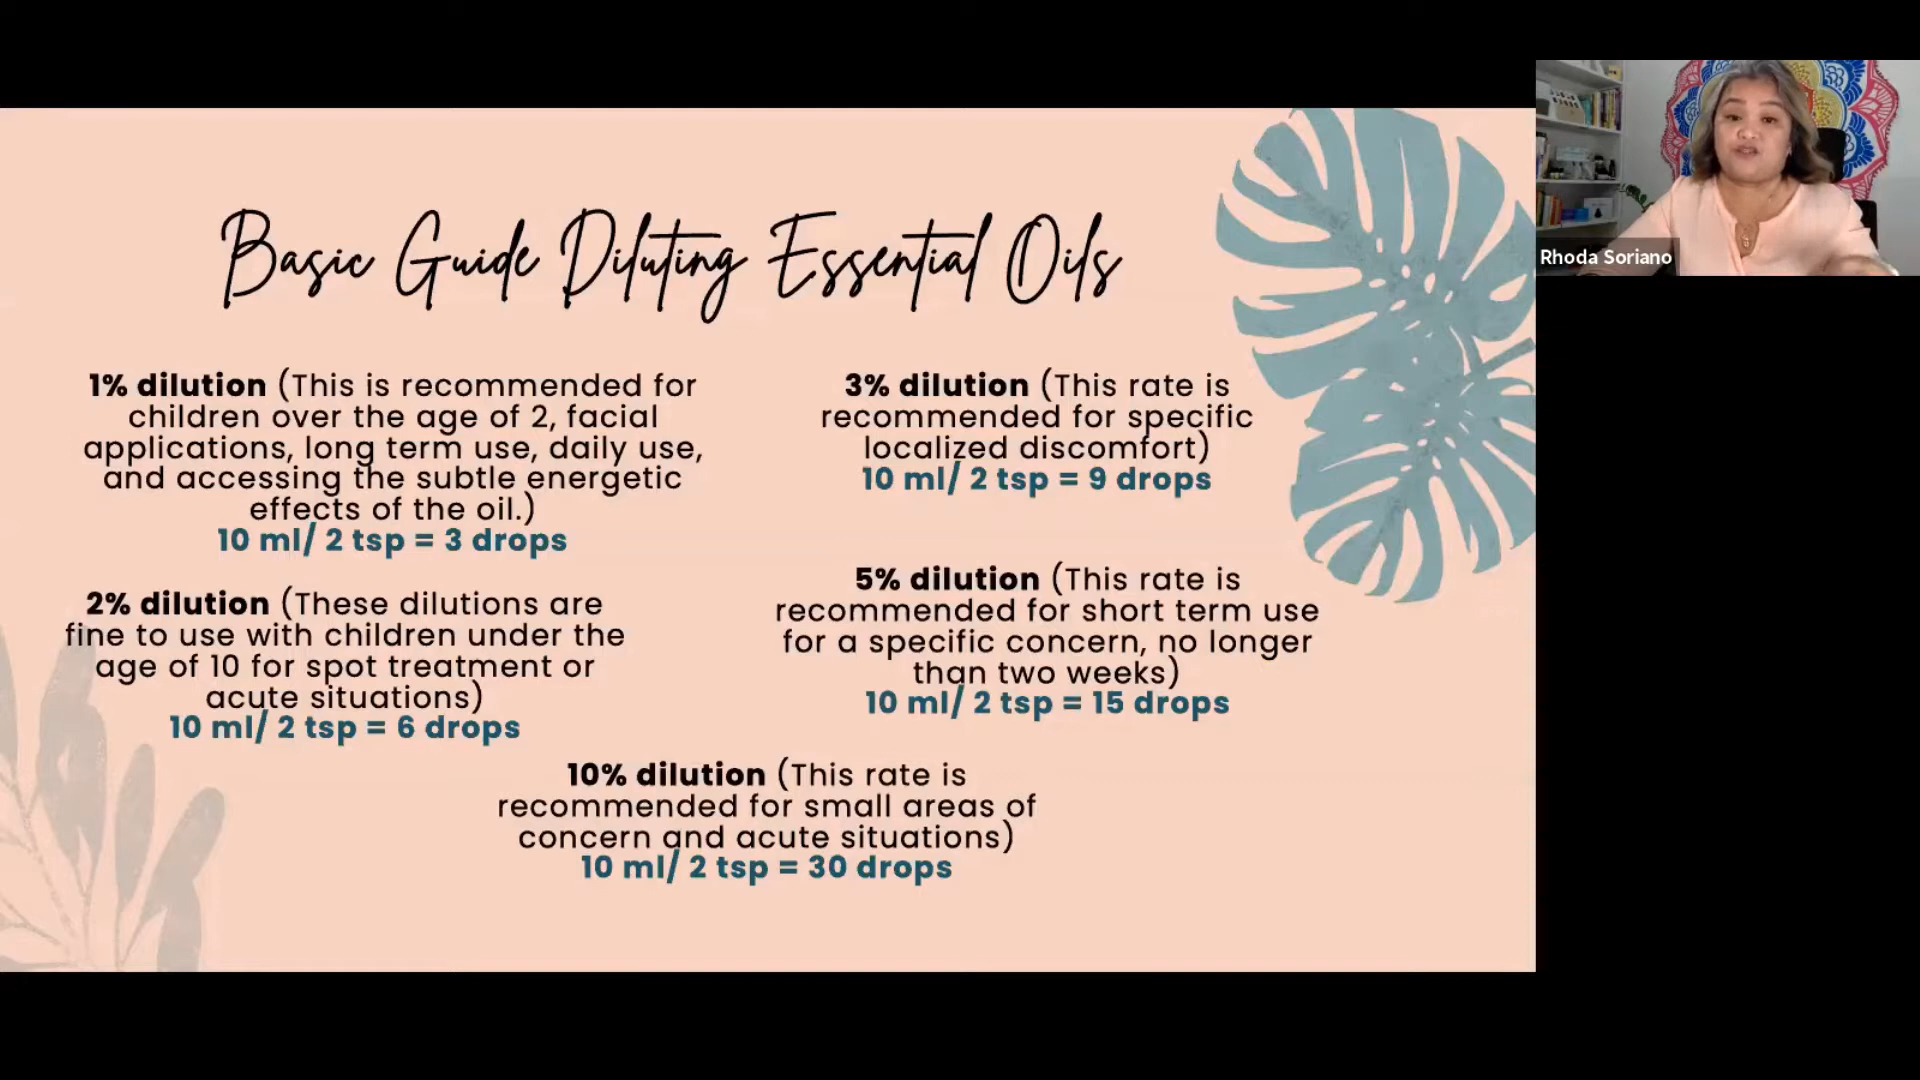 Basic Guide Diluting Essential Oils
1% dilution (This is recommended for
children over the age of 2, facial
applications, long term use, daily use,
and accessing the subtle energetic
effects of the oil.)
10 ml/ 2 tsp = 3 drops
2% dilution (These dilutions are
fine to use with children under the
age of 10 for spot treatment or
acute situations)
10 ml/ 2 tsp = 6 drops
3% dilution (This rate is
recommended for specific
localized discomfort)
10 ml/ 2 tsp = 9 drops
5% dilution (This rate is
recommended for short term use
for a specific concern, no longer
than two weeks)
10 ml/ 2 tsp = 15 drops
10% dilution (This rate is
recommended for small areas of
concern and acute situations)
10 ml/ 2 tsp = 30 drops
Rhoda Soriano